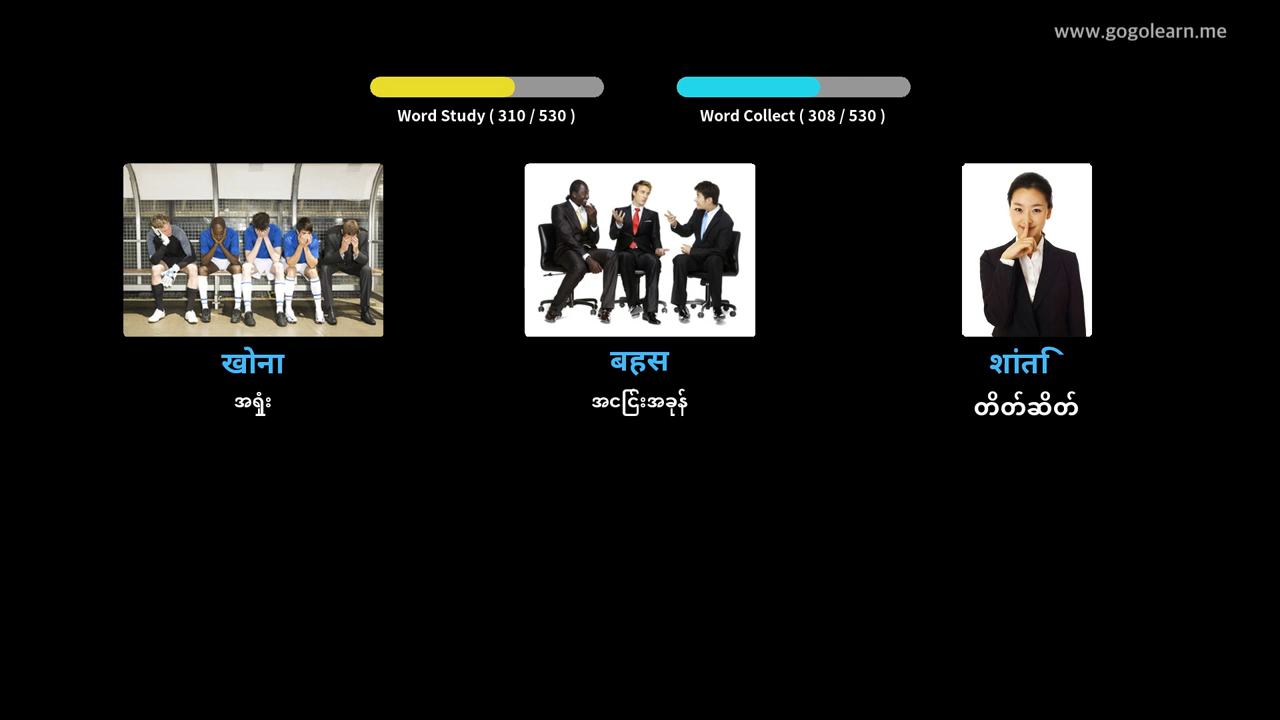 www.gogolearn.me
Word Study ( 310 / 530 )
Word Collect ( 308 / 530 )
खोना
बहस
शांति
အရှုံး
အငြင်းအခုန်
တိတ်ဆိတ်